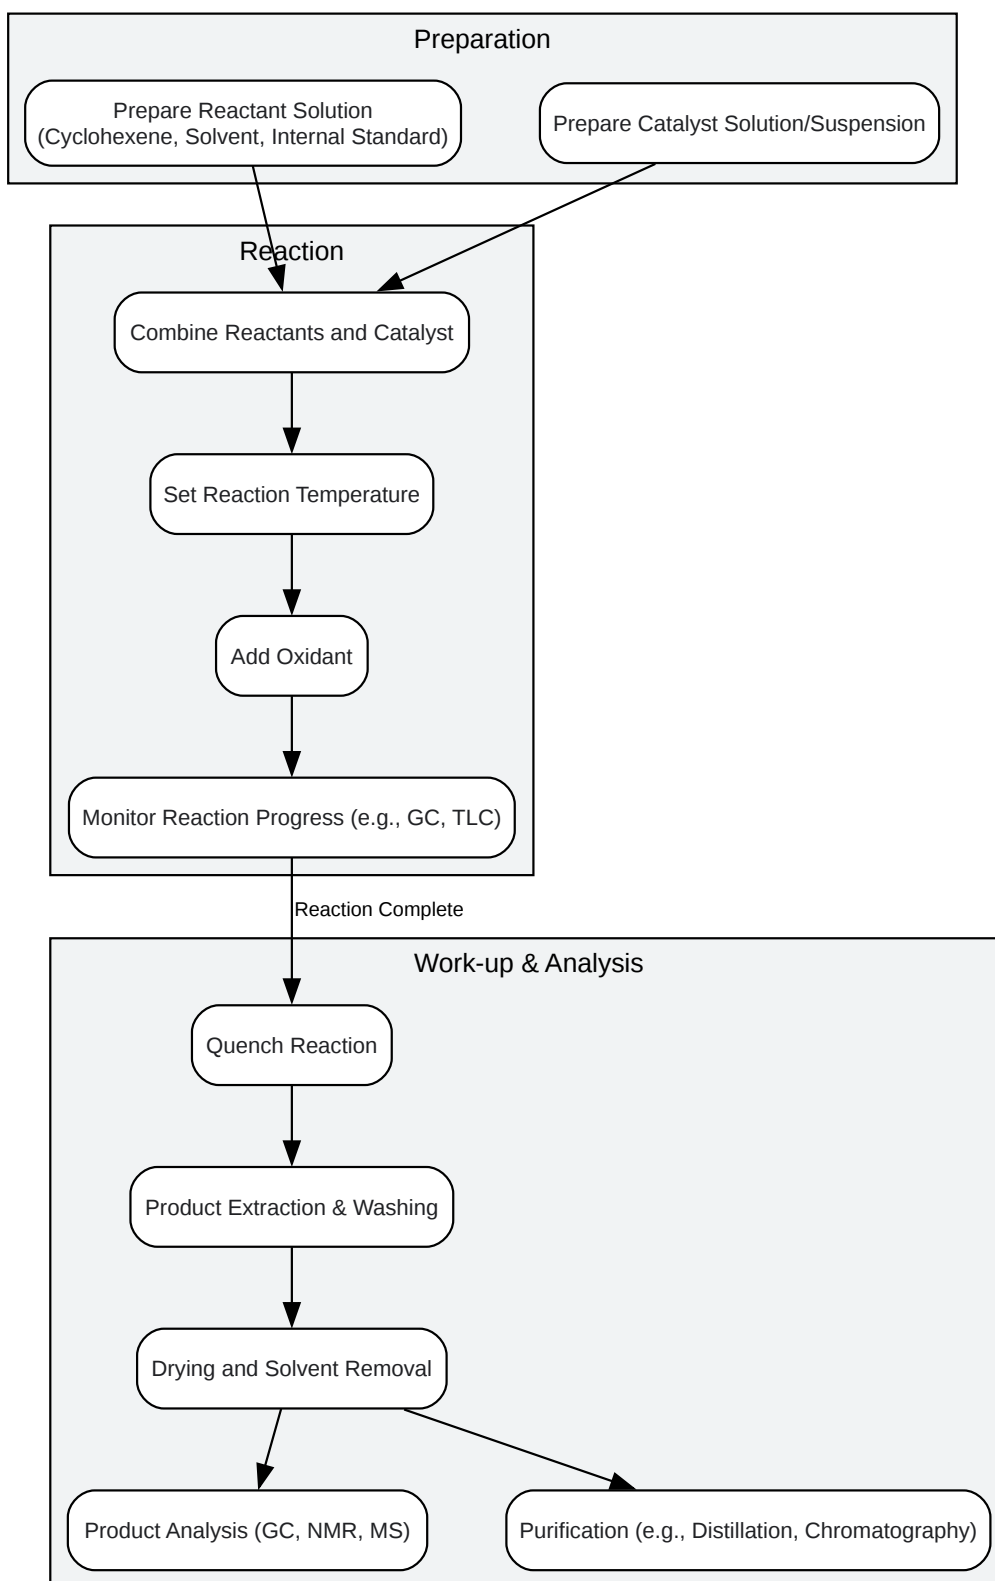 Preparation
Prepare Reactant Solution
(Cyclohexene, Solvent, Internal Standard)
Prepare Catalyst Solution/Suspension
Reaction
Combine Reactants and Catalyst
Set Reaction Temperature
Add Oxidant
Monitor Reaction Progress (e.g., GC, TLC)
Reaction Complete
Work-up & Analysis
Quench Reaction
Product Extraction & Washing
Drying and Solvent Removal
Product Analysis (GC, NMR, MS)
Purification (e.g., Distillation, Chromatography)